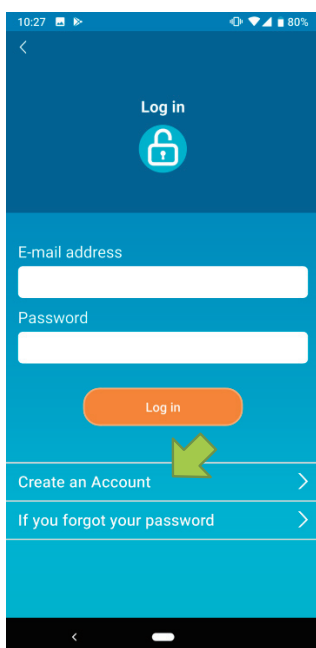 10:27 80%
Log in
E-mail address
Password
Log in
Create an Account
If you forgot your password